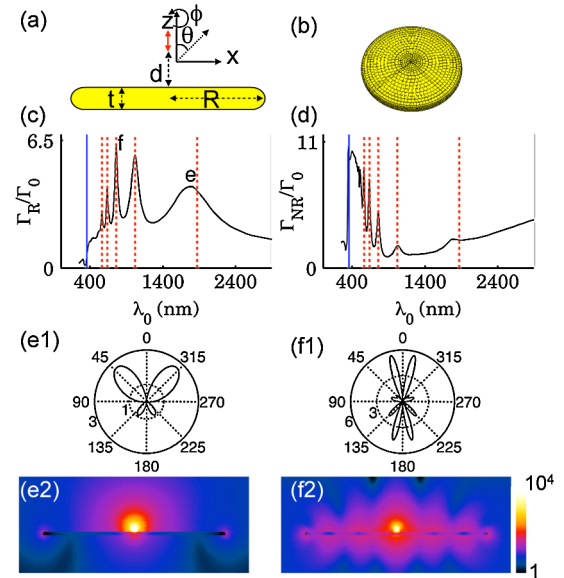 (a)
z
ϕ
θ
x
d
t
R
(b)
(c)
6.5
Γ_R/Γ_0
0
f
e
400 1400 2400
λ_0 (nm)
(d)
11
Γ_NR/Γ_0
0
400 1400 2400
λ_0 (nm)
(e1)
0
45 315
90 1 270
3
135 225
180
(f1)
0
45 315
90 3 270
6
135 225
180
(e2)
(f2)
10^4
1